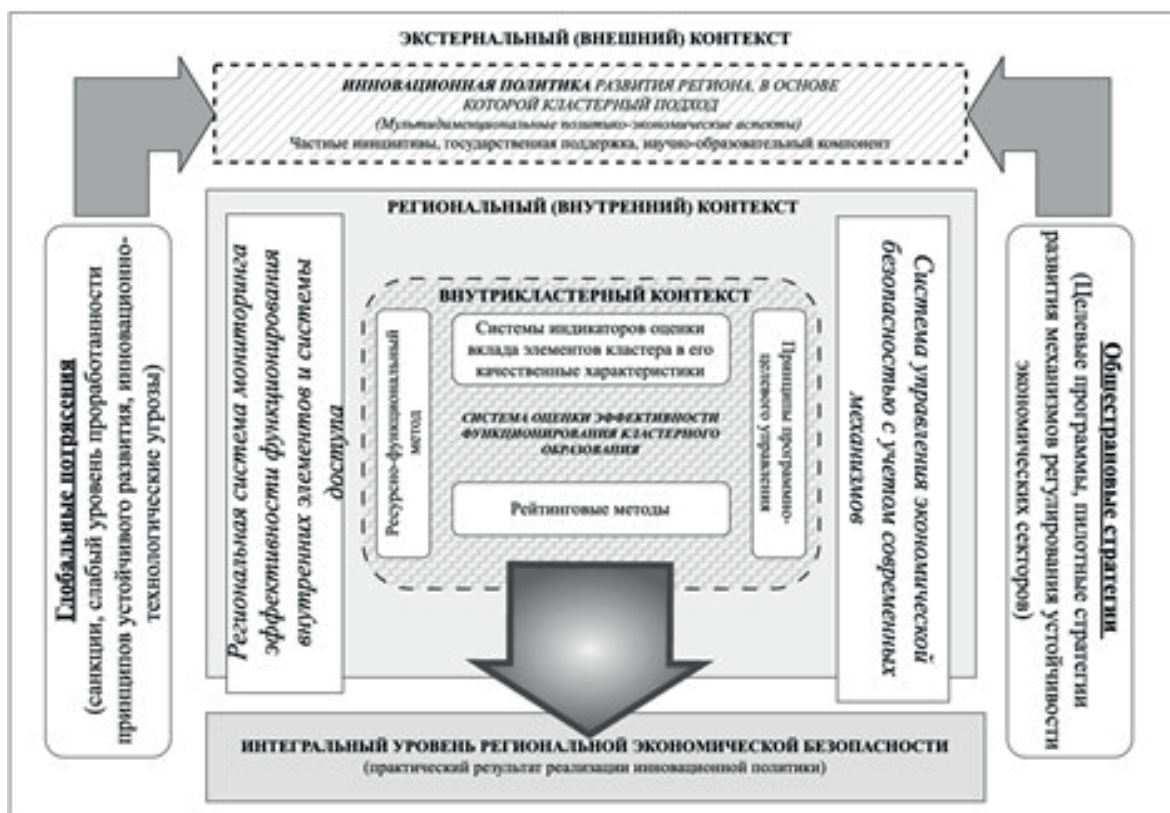 ЭКСТЕРНАЛЬНЫЙ (ВНЕШНИЙ) КОНТЕКСТ
ИННОВАЦИОННАЯ ПОЛИТИКА РАЗВИТИЯ РЕГИОНА, В ОСНОВЕ
КОТОРОЙ КЛАСТЕРНЫЙ ПОДХОД
(Мультидименциональные политико-экономические аспекты)
Частные инициативы, государственная поддержка, научно-образовательный компонент
Глобальные потрясения
(санкции, слабый уровень проработанности
принципов устойчивого развития, инновационно-
технологические угрозы)
РЕГИОНАЛЬНЫЙ (ВНУТРЕННИЙ) КОНТЕКСТ
Региональная система мониторинга
эффективности функционирования
внутренних элементов и системы
доступа
ВНУТРИКЛАСТЕРНЫЙ КОНТЕКСТ
Ресурсно-функциональный
метод
Системы индикаторов оценки
вклада элементов кластера в его
качественные характеристики
СИСТЕМА ОЦЕНКИ ЭФФЕКТИВНОСТИ
ФУНКЦИОНИРОВАНИЯ КЛАСТЕРНОГО
ОБРАЗОВАНИЯ
Рейтинговые методы
Принципы программно-
целевого управления
Система управления экономической
безопасностью с учетом современных
механизмов
Общестрановые стратегии
(Целевые программы, пилотные стратегии
развития механизмов регулирования устойчивости
экономических секторов)
ИНТЕГРАЛЬНЫЙ УРОВЕНЬ РЕГИОНАЛЬНОЙ ЭКОНОМИЧЕСКОЙ БЕЗОПАСНОСТИ
(практический результат реализации инновационной политики)